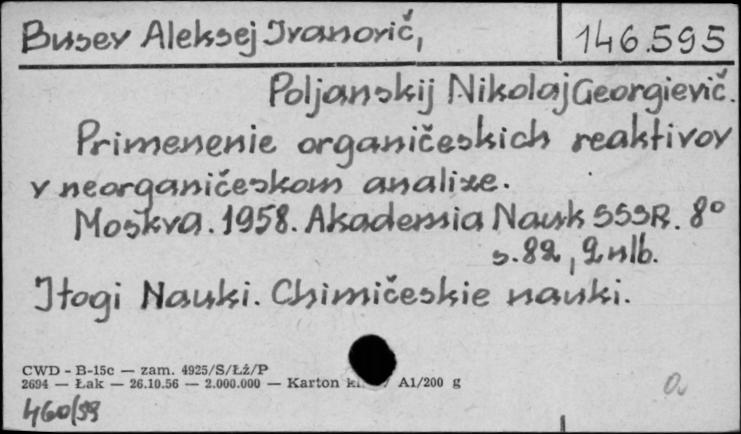 Busev Aleksej Ivanovič, 146.595
Poljanskij Nikolaj Georgievič.
Primenenie organičeskich reaktivov
v neorganičeskom analize.
Moskva. 1958. Akademia Nauk SSSR. 8°
s. 82, 2 nlb.
Itogi Nauki. Chimičeskie nauki.
CWD - B-15c — zam. 4925/S/Łż/P
2694 — Łak — 26.10.56 — 2.000.000 — Karton A1/200 g
460/59